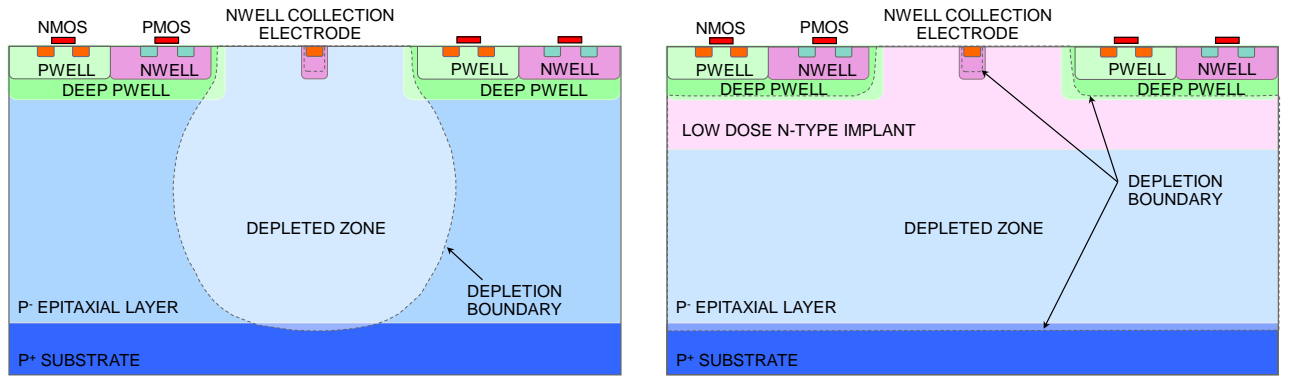 NWELL COLLECTION
ELECTRODE
NMOS
PMOS
PWELL
NWELL
PWELL
NWELL
DEEP PWELL
DEEP PWELL
DEPLETED ZONE
P- EPITAXIAL LAYER
DEPLETION
BOUNDARY
P+ SUBSTRATE
NWELL COLLECTION
ELECTRODE
NMOS
PMOS
PWELL
NWELL
PWELL
NWELL
DEEP PWELL
DEEP PWELL
LOW DOSE N-TYPE IMPLANT
DEPLETION
BOUNDARY
DEPLETED ZONE
P- EPITAXIAL LAYER
P+ SUBSTRATE